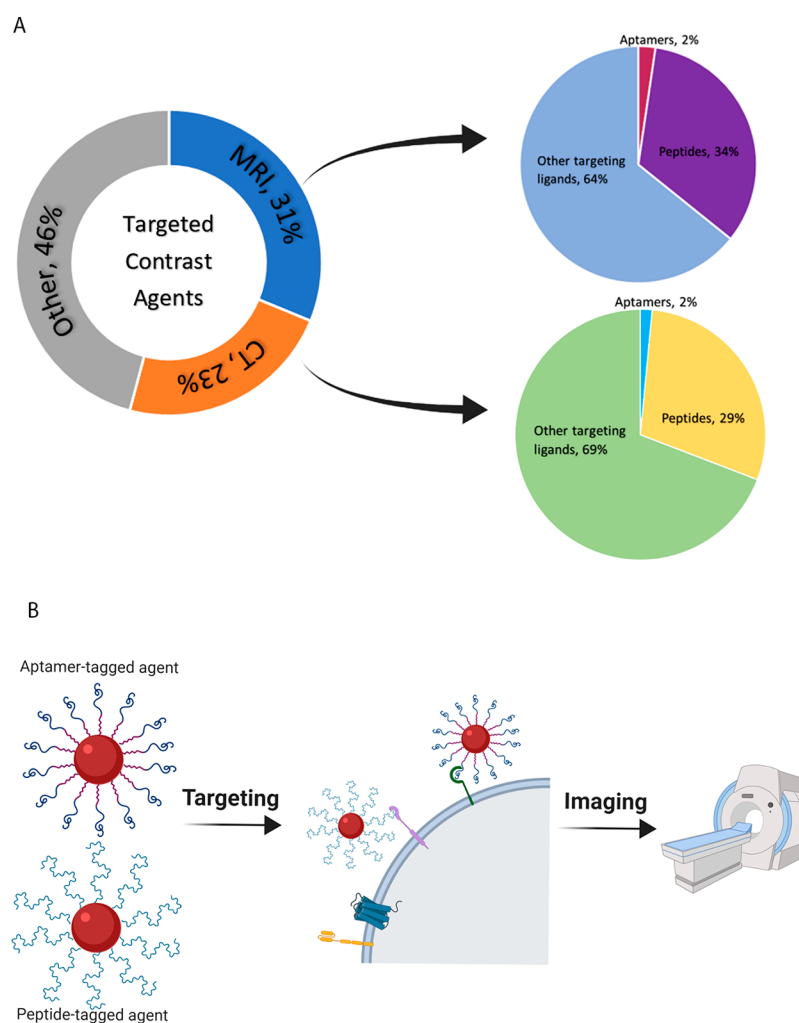 A
Targeted
Contrast
Agents
MRI, 31%
CT, 23%
Other, 46%
Aptamers, 2%
Peptides, 34%
Other targeting
ligands, 64%
Aptamers, 2%
Peptides, 29%
Other targeting
ligands, 69%
B
Aptamer-tagged agent
Targeting
Imaging
Peptide-tagged agent